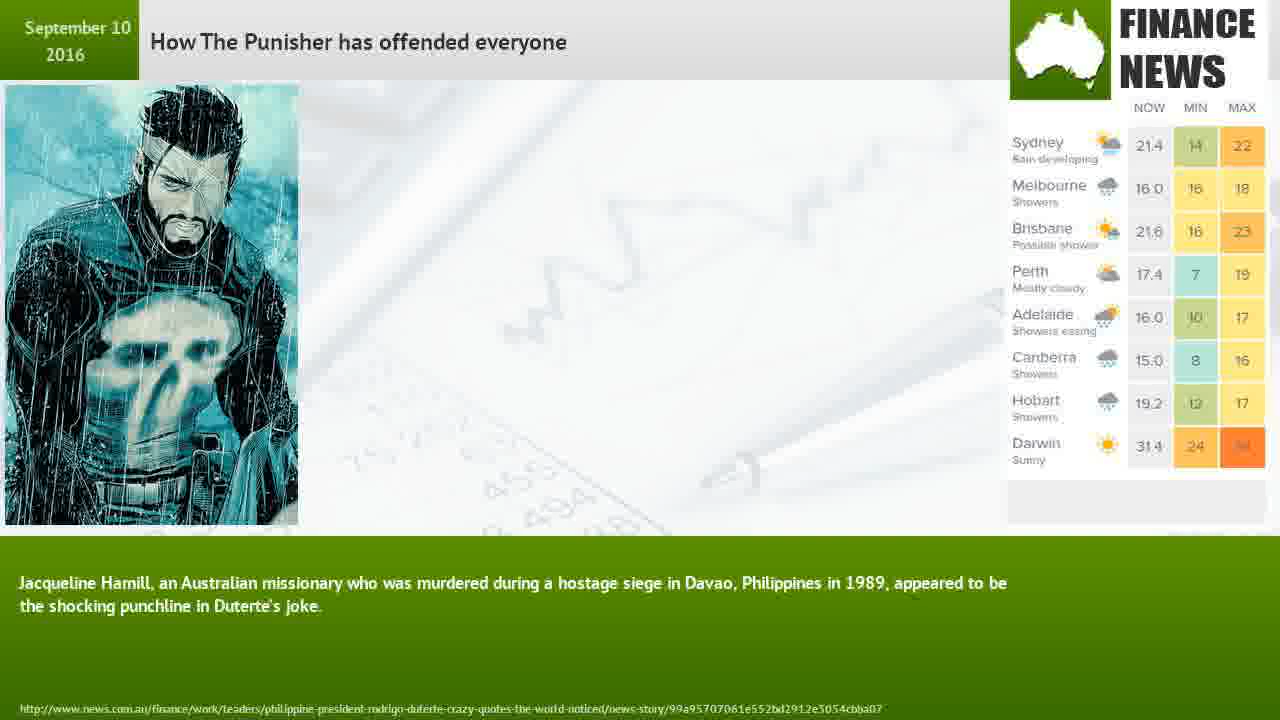 September 10
2016
How The Punisher has offended everyone
FINANCE
NEWS
NOW MIN MAX
Sydney 21.4 14 22
Rain developing
Melbourne 16.0 16 18
Showers
Brisbane 21.6 16 23
Possible shower
Perth 17.4 7 19
Mostly cloudy
Adelaide 16.0 10 17
Showers easing
Canberra 15.0 8 16
Showers
Hobart 19.2 12 17
Showers
Darwin 31.4 24
Sunny
455
494
Jacqueline Hamill, an Australian missionary who was murdered during a hostage siege in Davao, Philippines in 1989, appeared to be
the shocking punchline in Duterte's joke.
http://www.news.com.au/finance/work/leaders/philippine-president-rodrigo-duterte-crazy-quotes-the-world-noticed/news-story/99a95707061e552bd2912e3054cbba07